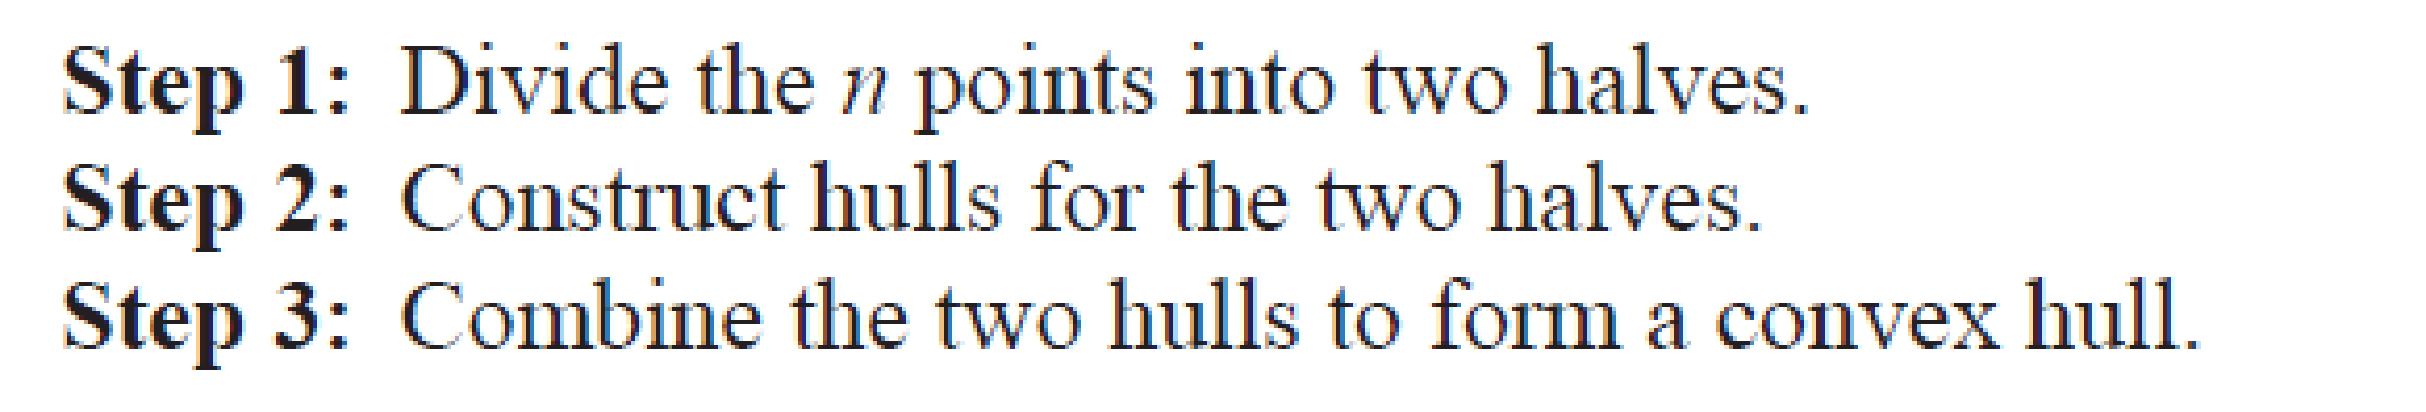 Step 1: Divide the n points into two halves.
Step 2: Construct hulls for the two halves.
Step 3: Combine the two hulls to form a convex hull.